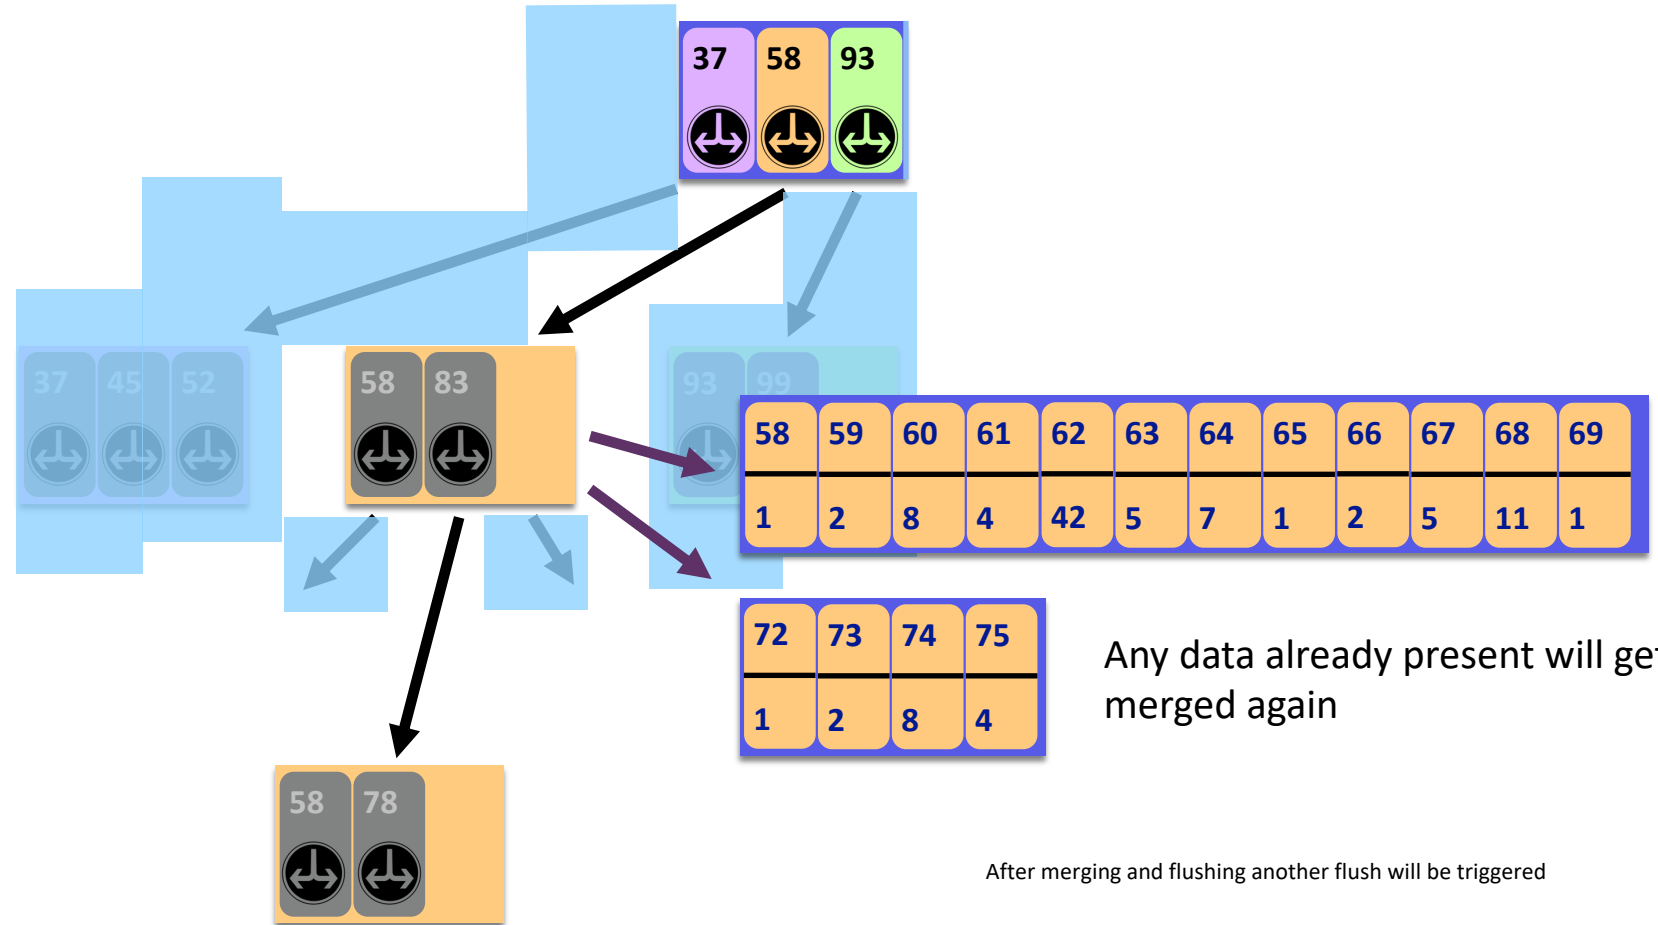 37 58 93
37 45 52
58 83
93 99
58 59 60 61 62 63 64 65 66 67 68 69
1 2 8 4 42 5 7 1 2 5 11 1
72 73 74 75
1 2 8 4
Any data already present will get
merged again
58 78
After merging and flushing another flush will be triggered